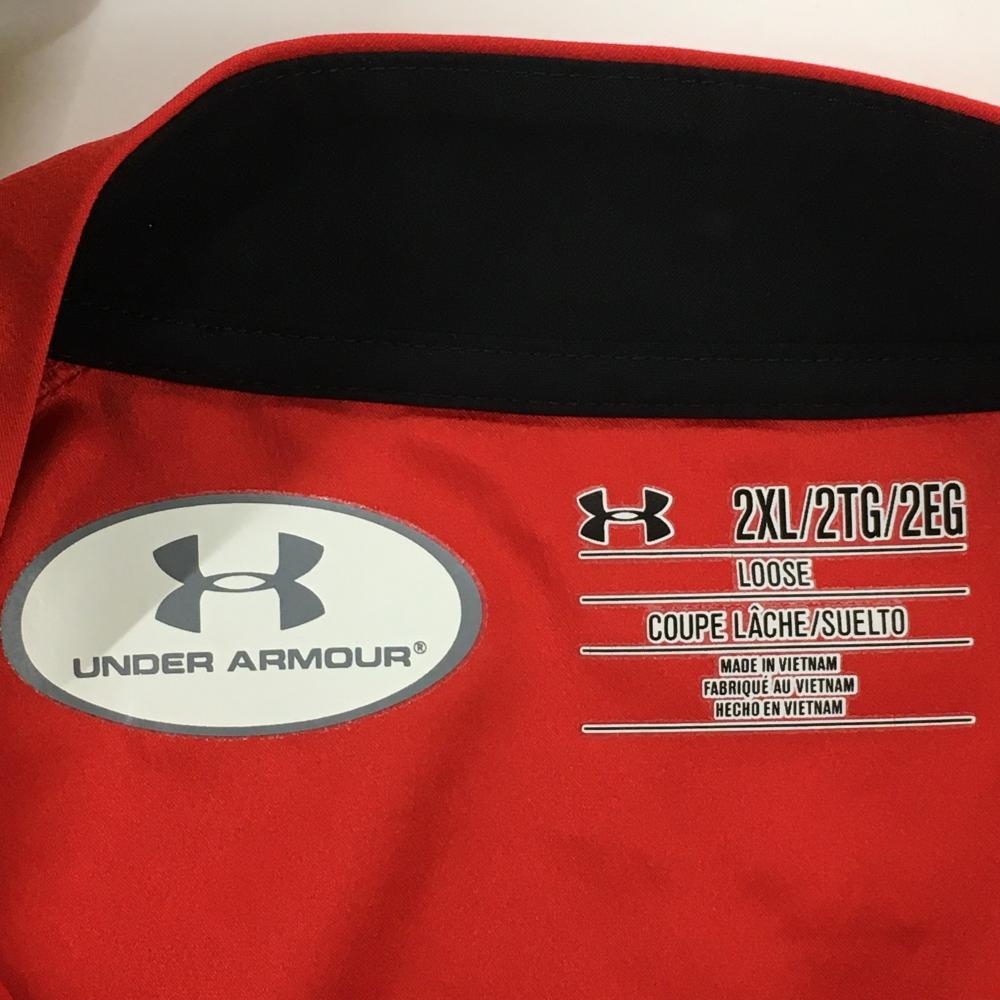 UNDER ARMOUR®
2XL/2TG/2EG
LOOSE
COUPE LÂCHE/SUELTO
MADE IN VIETNAM
FABRIQUÉ AU VIETNAM
HECHO EN VIETNAM